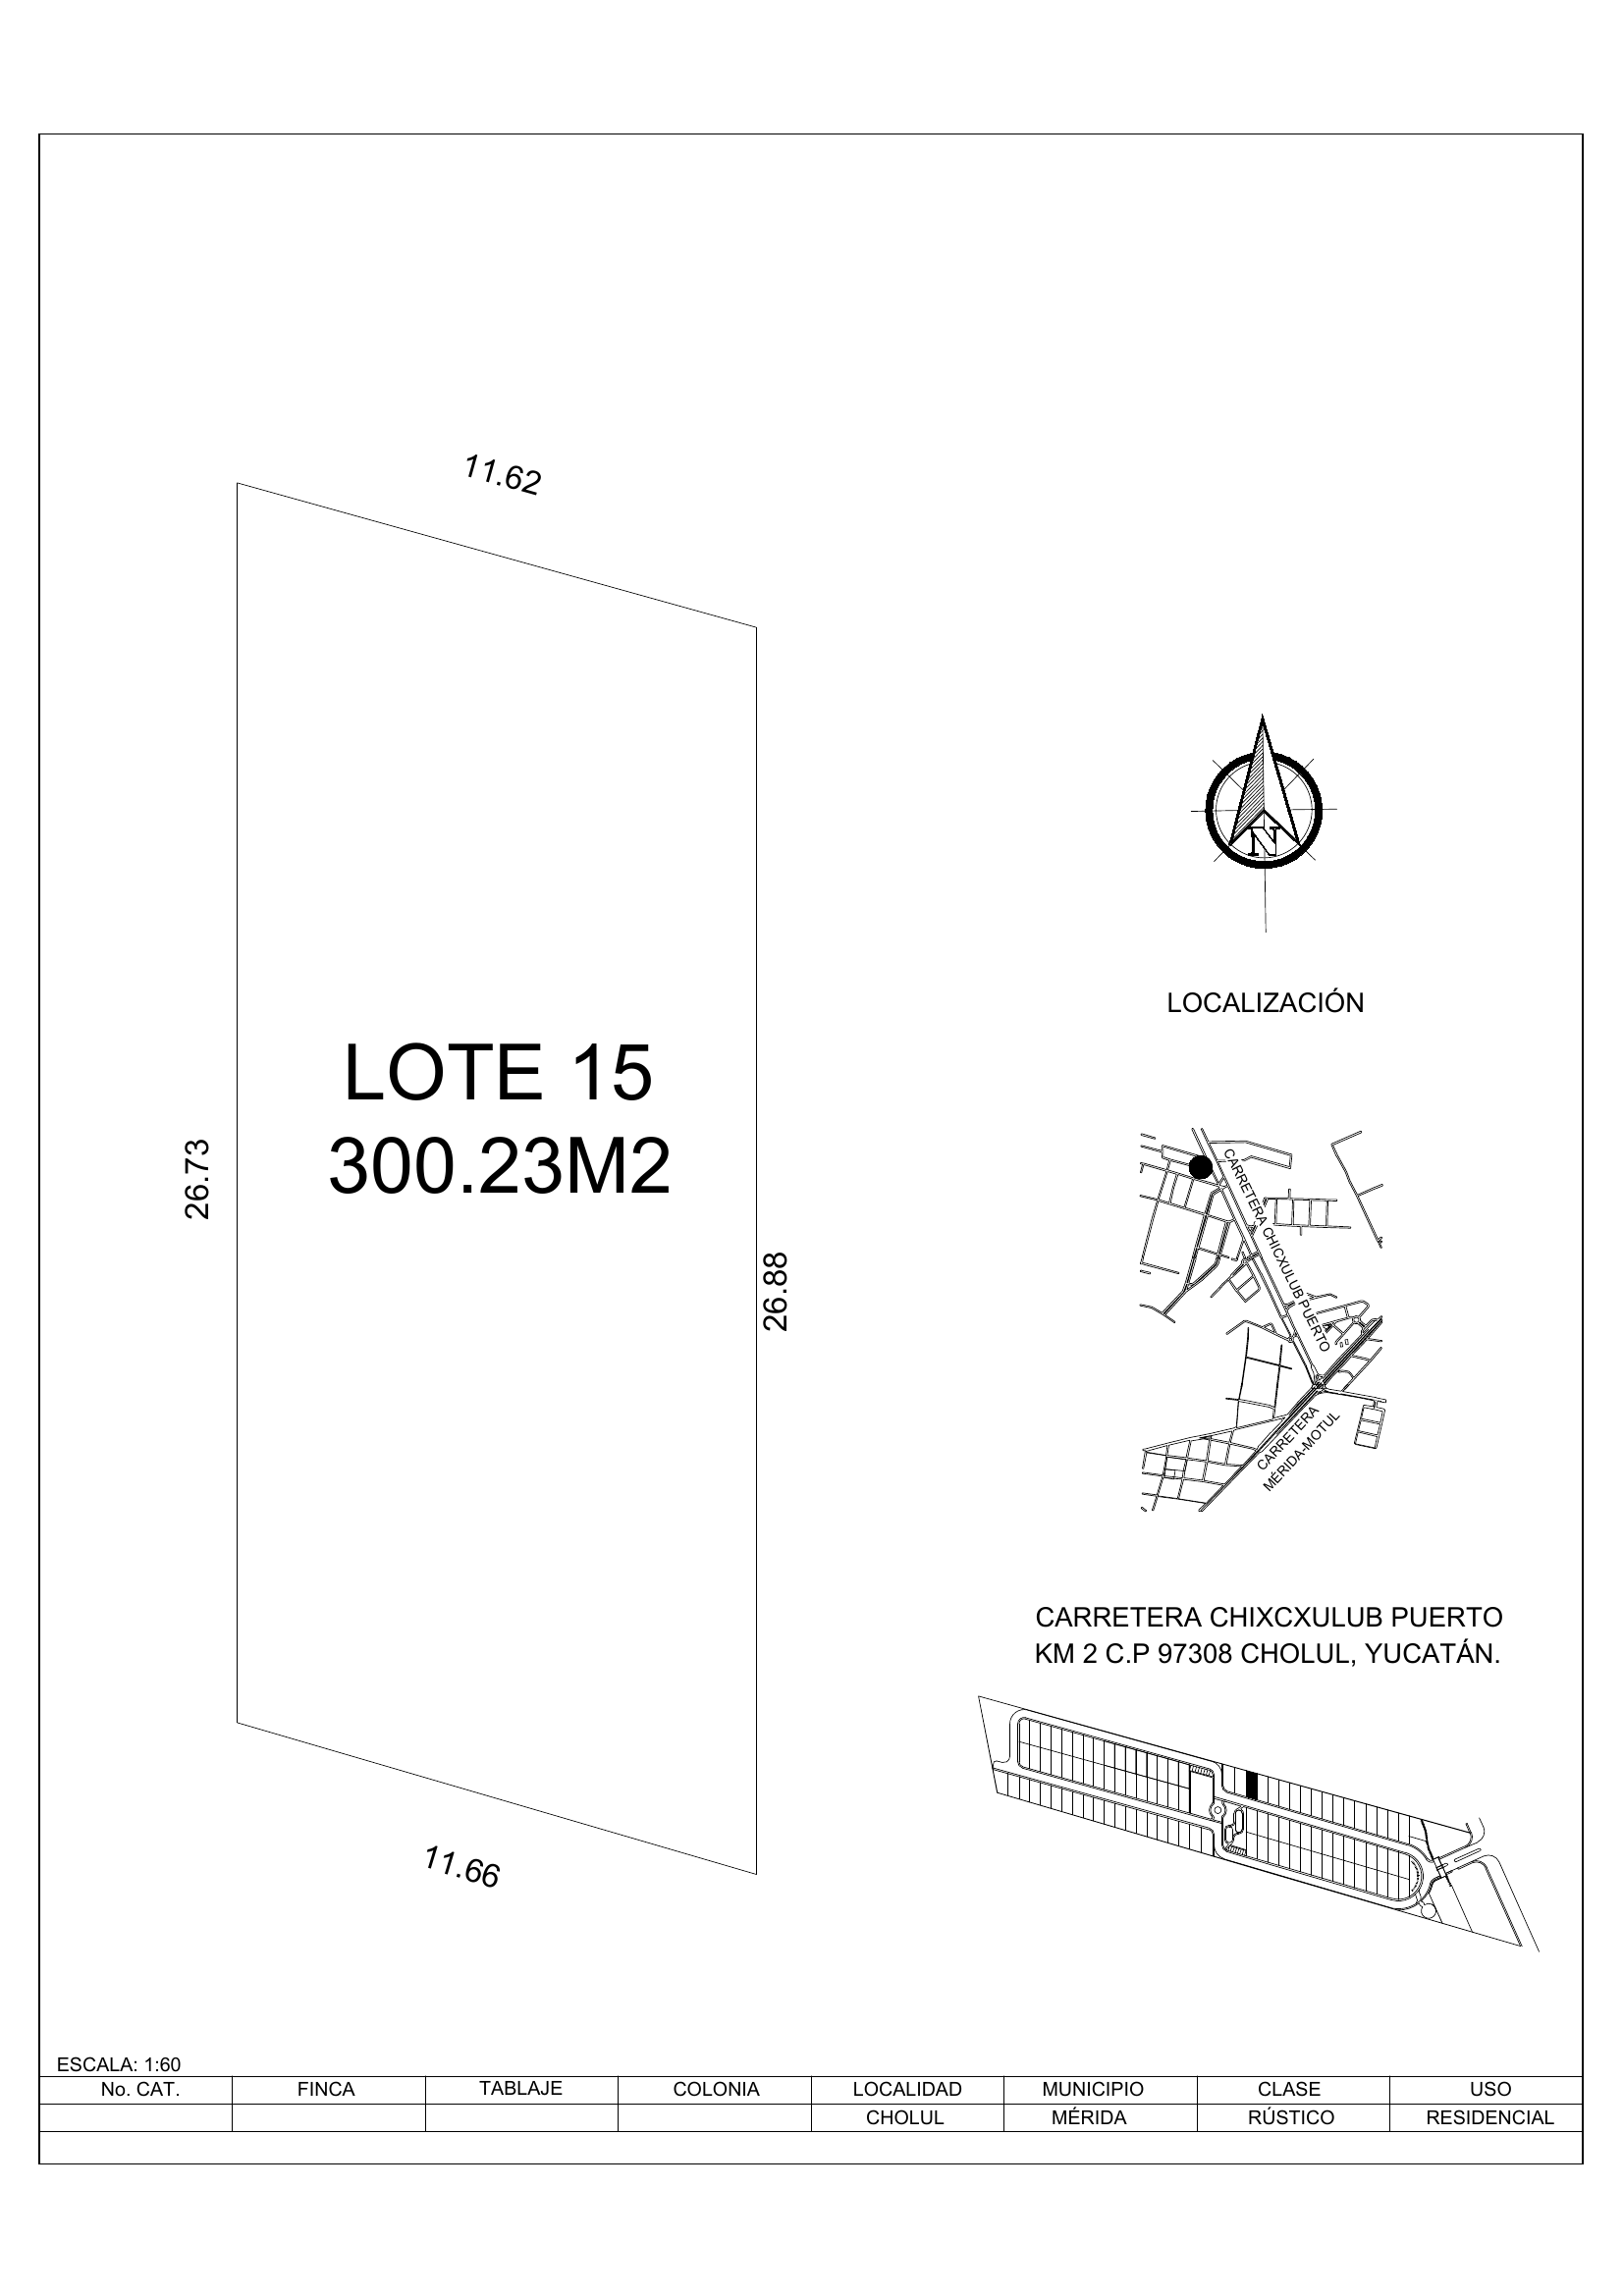 11.62
LOTE 15
300.23M2
26.73
26.88
11.66
N
LOCALIZACIÓN
CARRETERA CHICXULUB PUERTO
CARRETERA
MÉRIDA-MOTUL
CARRETERA CHIXCXULUB PUERTO
KM 2 C.P 97308 CHOLUL, YUCATÁN.
ESCALA: 1:60
No. CAT. FINCA TABLAJE COLONIA LOCALIDAD MUNICIPIO CLASE USO
CHOLUL MÉRIDA RÚSTICO RESIDENCIAL